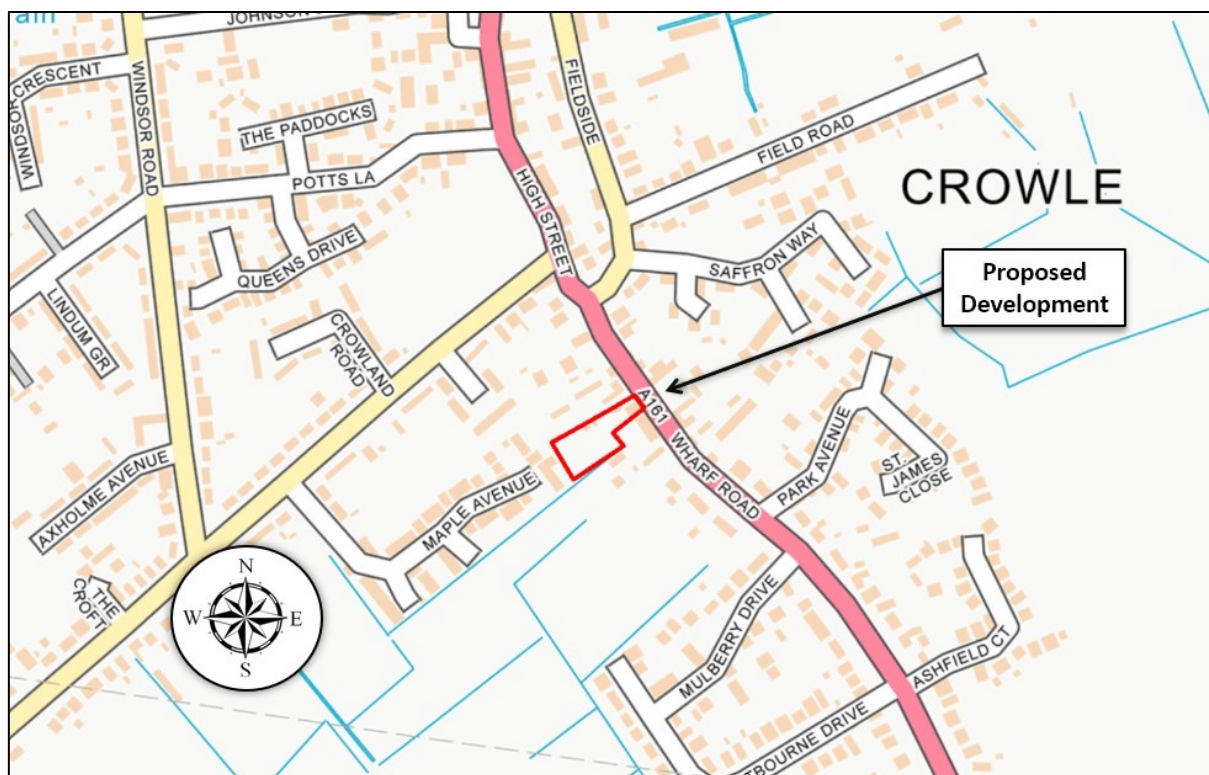 JOHNSON
CRESCENT
WINDSOR
WINDSOR ROAD
THE PADDOCKS
POTTS LA
QUEENS DRIVE
LINDUM GR
CROWLAND
ROAD
HIGH STREET
FIELDSIDE
FIELD ROAD
CROWLE
SAFFRON WAY
Proposed
Development
A161
WHARF ROAD
PARK AVENUE
ST.
JAMES
CLOSE
AXHOLME AVENUE
MAPLE AVENUE
THE
CROFT
N
W
E
S
MULBERRY DRIVE
ASHFIELD CT
TBOURNE DRIVE